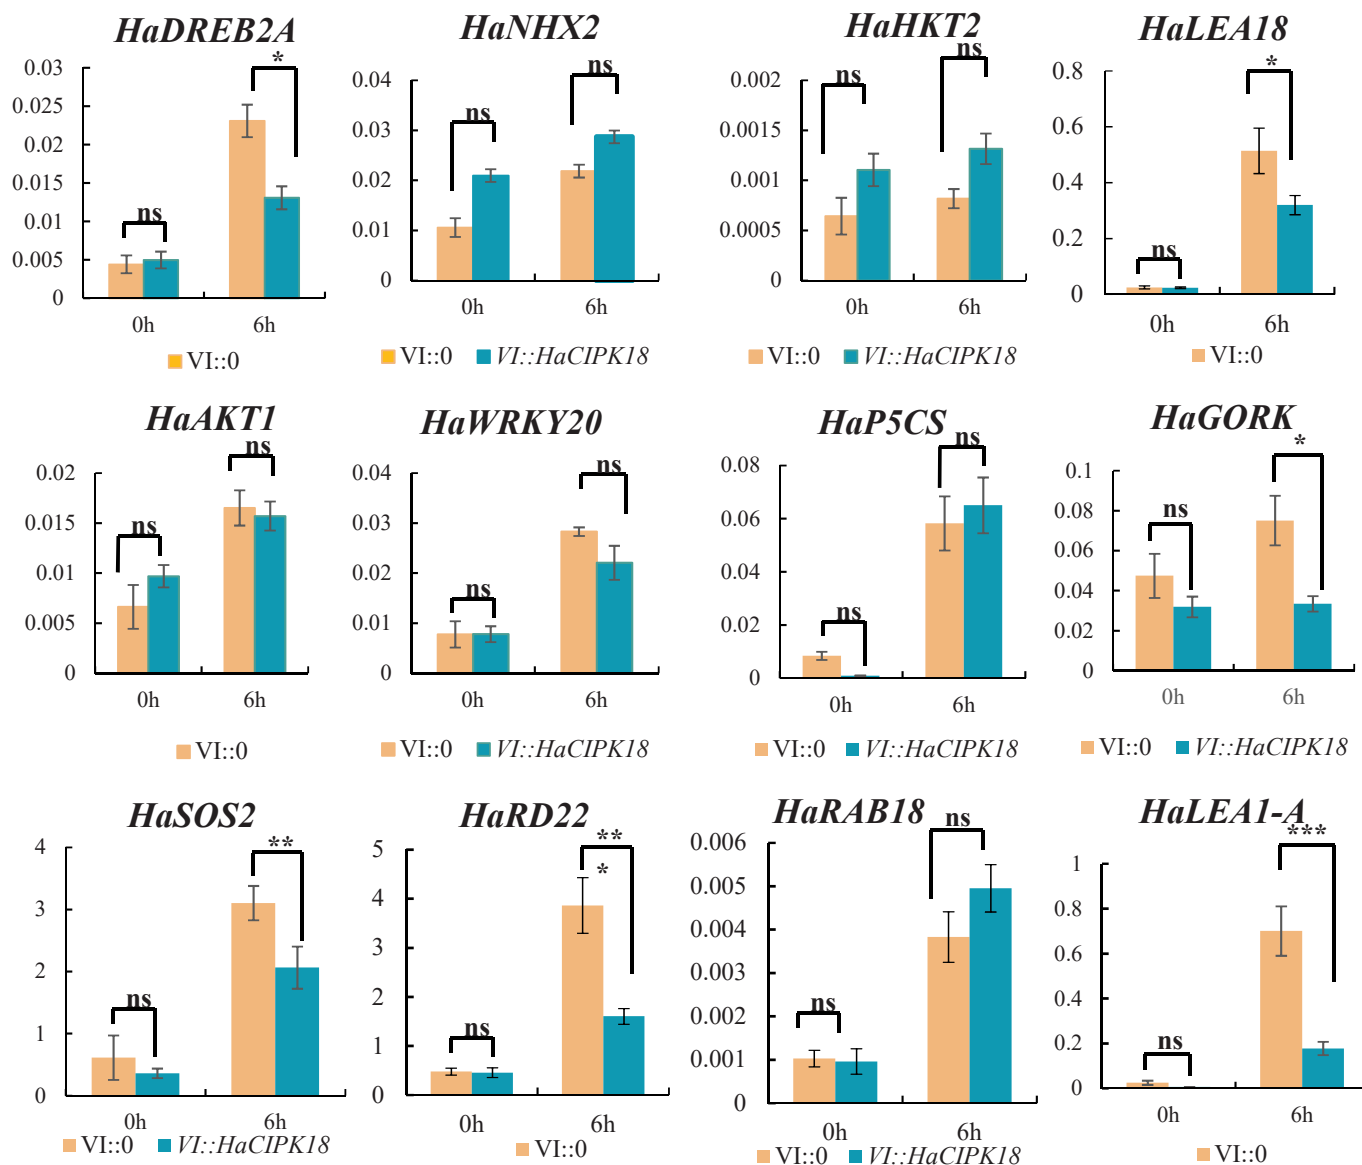 HaDREB2A
0.03
0.025
0.02
0.015
0.01
0.005
0
*
ns
0h
6h
VI::0
HaNHX2
0.04
0.03
0.02
0.01
0
ns
ns
0h
6h
VI::0
VI::HaCIPK18
HaHKT2
0.002
0.0015
0.001
0.0005
0
ns
ns
0h
6h
VI::0
VI::HaCIPK18
HaLEA18
0.8
0.6
0.4
0.2
0
*
ns
0h
6h
VI::0
HaAKT1
0.02
0.015
0.01
0.005
0
ns
ns
0h
6h
VI::0
HaWRKY20
0.04
0.03
0.02
0.01
0
ns
ns
0h
6h
VI::0
VI::HaCIPK18
HaP5CS
0.08
0.06
0.04
0.02
0
ns
ns
0h
6h
VI::0
VI::HaCIPK18
HaGORK
0.1
0.08
0.06
0.04
0.02
0
*
ns
0h
6h
VI::0
VI::HaCIPK18
HaSOS2
4
3
2
1
0
**
ns
0h
6h
VI::0
VI::HaCIPK18
HaRD22
5
4
3
2
1
0
**
*
ns
0h
6h
VI::0
HaRAB18
0.006
0.005
0.004
0.003
0.002
0.001
0
ns
ns
0h
6h
VI::0
VI::HaCIPK18
HaLEA1-A
1
0.8
0.6
0.4
0.2
0
***
ns
0h
6h
VI::0